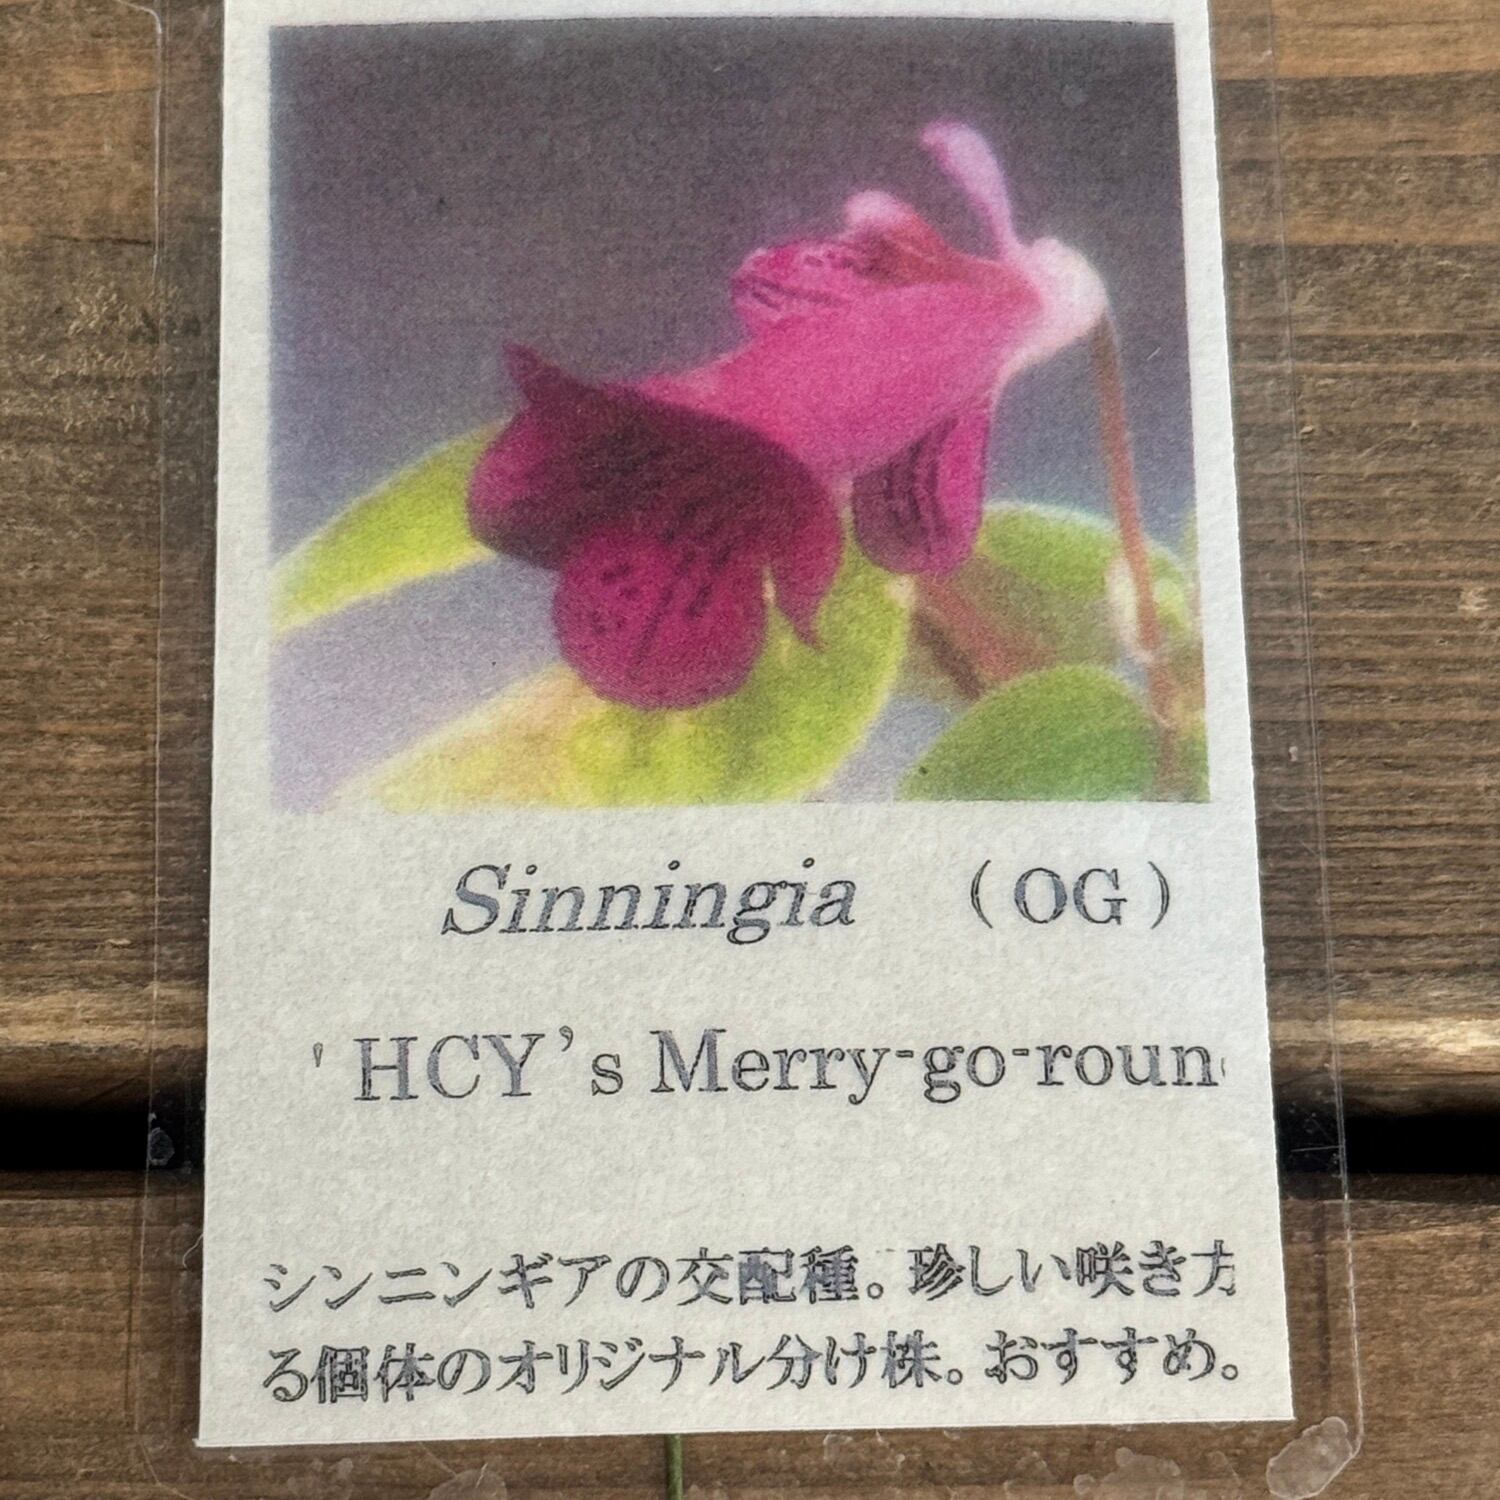 Sinningia （OG）
' HCY's Merry-go-roun
シンニンギアの交配種。珍しい咲き方
る個体のオリジナル分け株。おすすめ。